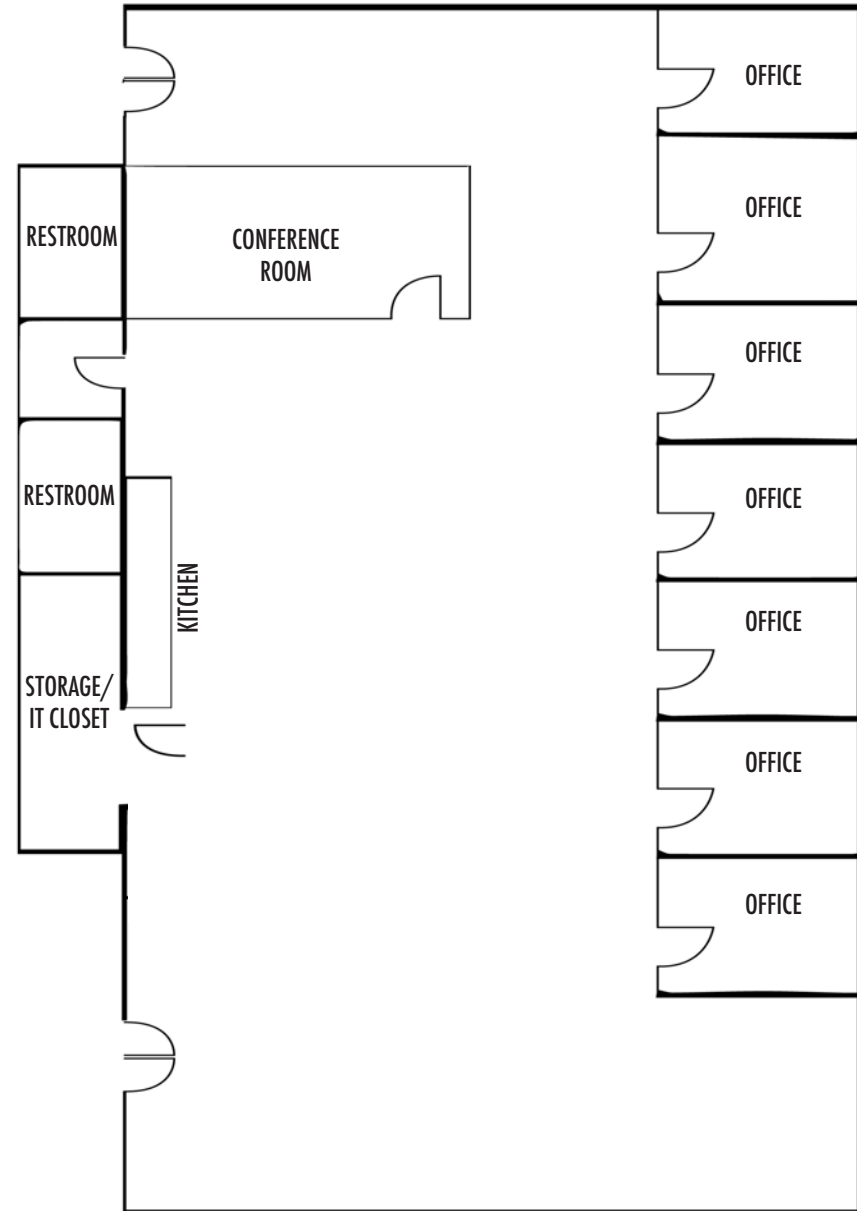 OFFICE
OFFICE
RESTROOM
CONFERENCE
ROOM
OFFICE
RESTROOM
OFFICE
KITCHEN
OFFICE
STORAGE/
IT CLOSET
OFFICE
OFFICE